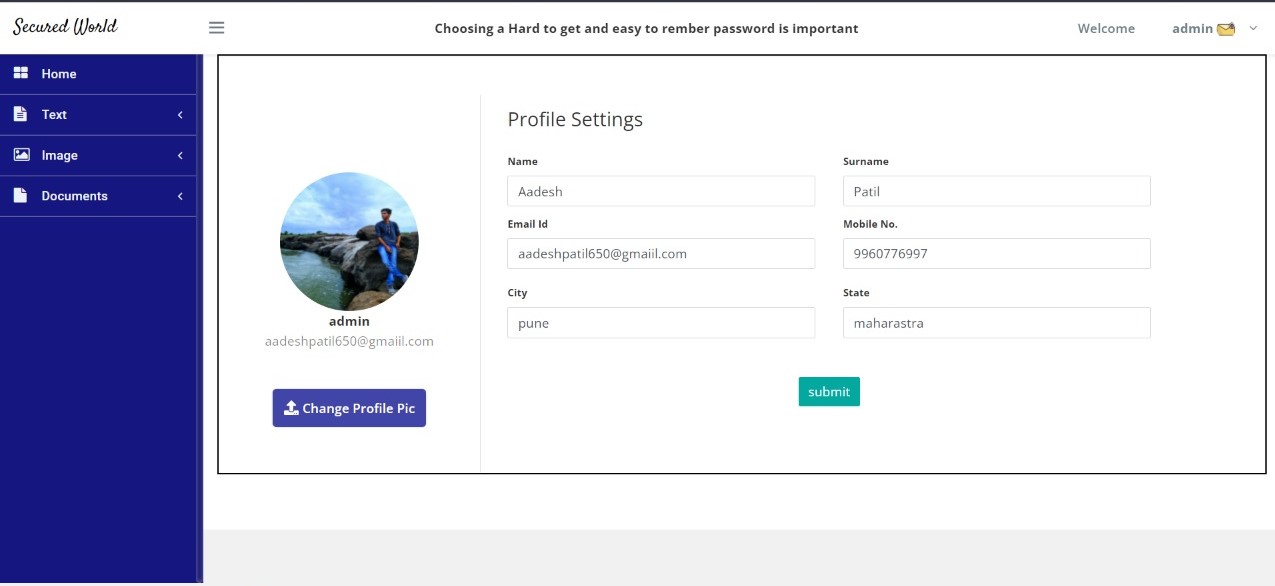 Secured World
Choosing a Hard to get and easy to rember password is important
Welcome
admin
Home
Text
Image
Documents
Profile Settings
Name
Surname
Aadesh
Patil
Email Id
Mobile No.
aadeshpatil650@gmaiil.com
9960776997
City
State
pune
maharastra
submit
admin
aadeshpatil650@gmaiil.com
Change Profile Pic